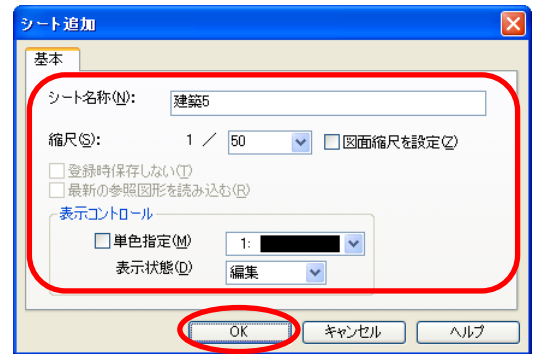 シート追加
基本
シート名称(N): 建築5
縮尺(S): 1 / 50 図面縮尺を設定(Z)
登録時保存しない(T)
最新の参照図形を読み込む(R)
表示コントロール
単色指定(M) 1:
表示状態(D) 編集
OK キャンセル ヘルプ